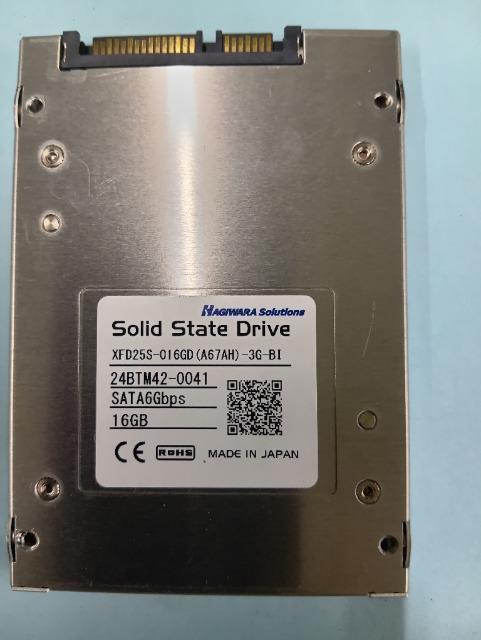 HAGIWARA Solutions
Solid State Drive
XFD25S-016GD(A67AH)-3G-BI
24BTM42-0041
SATA6Gbps
16GB
CE RoHS MADE IN JAPAN